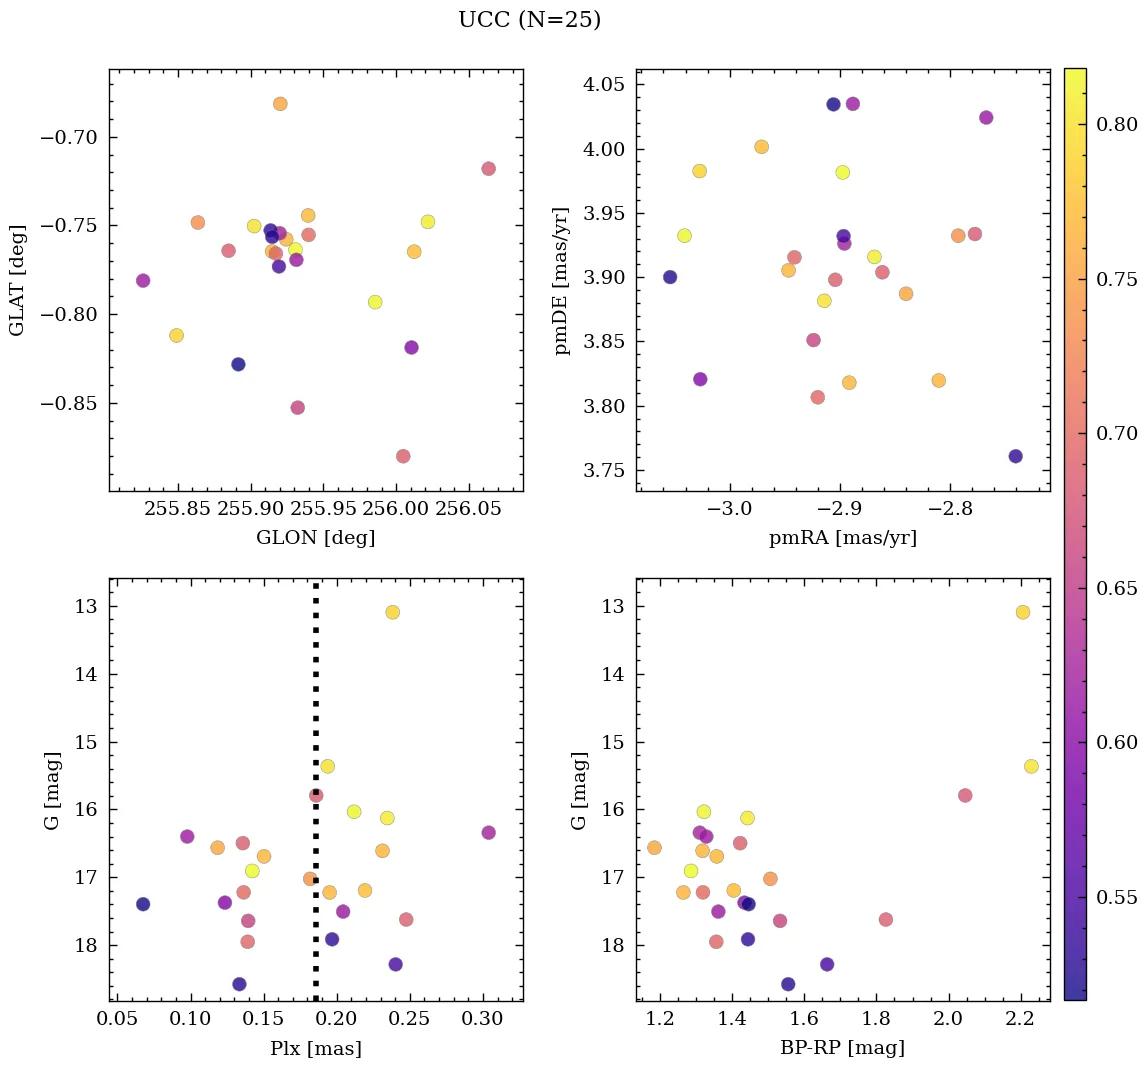 UCC (N=25)
−0.70
−0.75
−0.80
−0.85
GLAT [deg]
255.85 255.90 255.95 256.00 256.05
GLON [deg]
4.05
4.00
3.95
3.90
3.85
3.80
3.75
pmDE [mas/yr]
−3.0 −2.9 −2.8
pmRA [mas/yr]
0.80
0.75
0.70
0.65
0.60
0.55
13
14
15
16
17
18
G [mag]
0.05 0.10 0.15 0.20 0.25 0.30
Plx [mas]
13
14
15
16
17
18
G [mag]
1.2 1.4 1.6 1.8 2.0 2.2
BP-RP [mag]